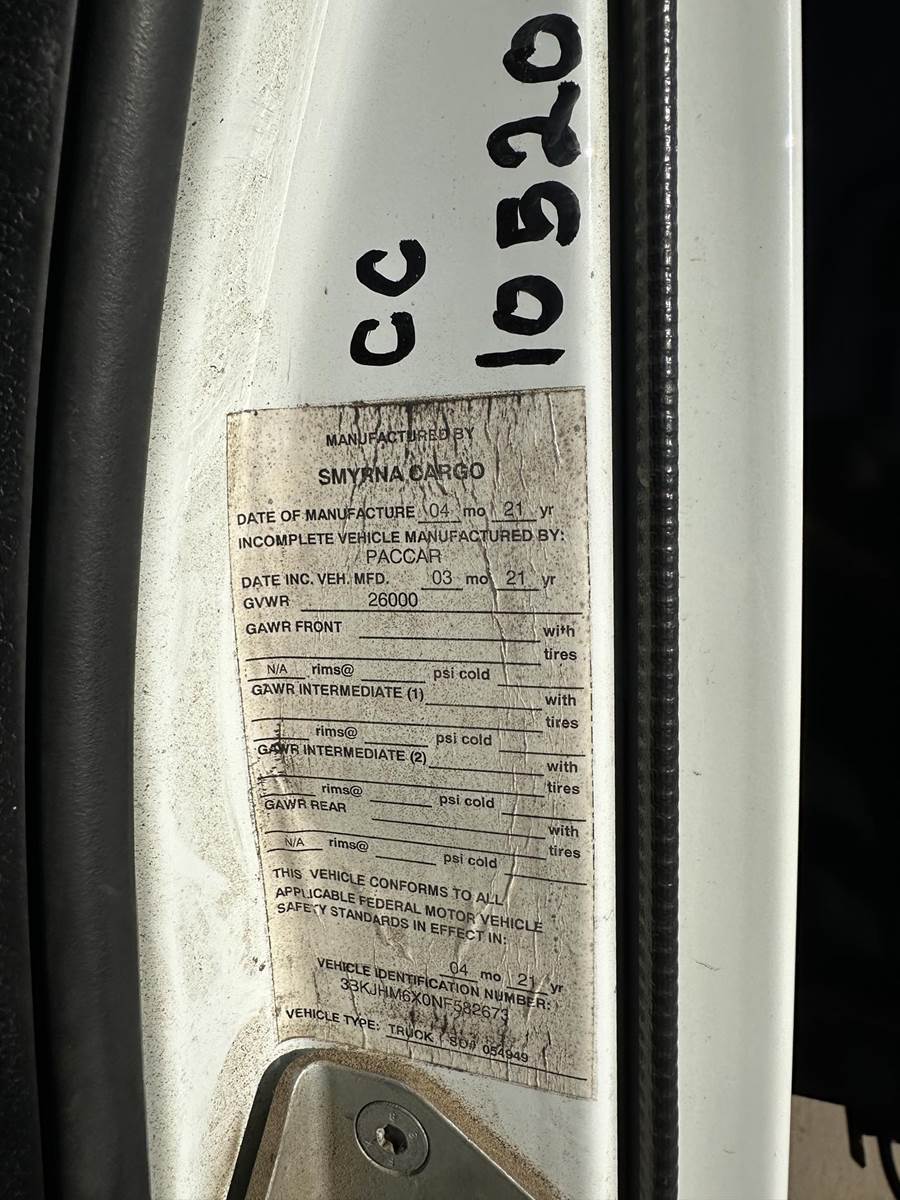 CC
10520
MANUFACTURED BY
SMYRNA CARGO
DATE OF MANUFACTURE 04 mo 21 yr
INCOMPLETE VEHICLE MANUFACTURED BY:
PACCAR
DATE INC. VEH. MFD. 03 mo 21 yr
GVWR 26000
GAWR FRONT with
tires
N/A rims@ psi cold
GAWR INTERMEDIATE (1) with
tires
rims@ psi cold
GAWR INTERMEDIATE (2) with
tires
rims@ psi cold
GAWR REAR with
tires
N/A rims@ psi cold
THIS VEHICLE CONFORMS TO ALL
APPLICABLE FEDERAL MOTOR VEHICLE
SAFETY STANDARDS IN EFFECT IN:
04 mo 21 yr
VEHICLE IDENTIFICATION NUMBER:
3BKJHM6X0NF582673
VEHICLE TYPE: TRUCK SO# 054949